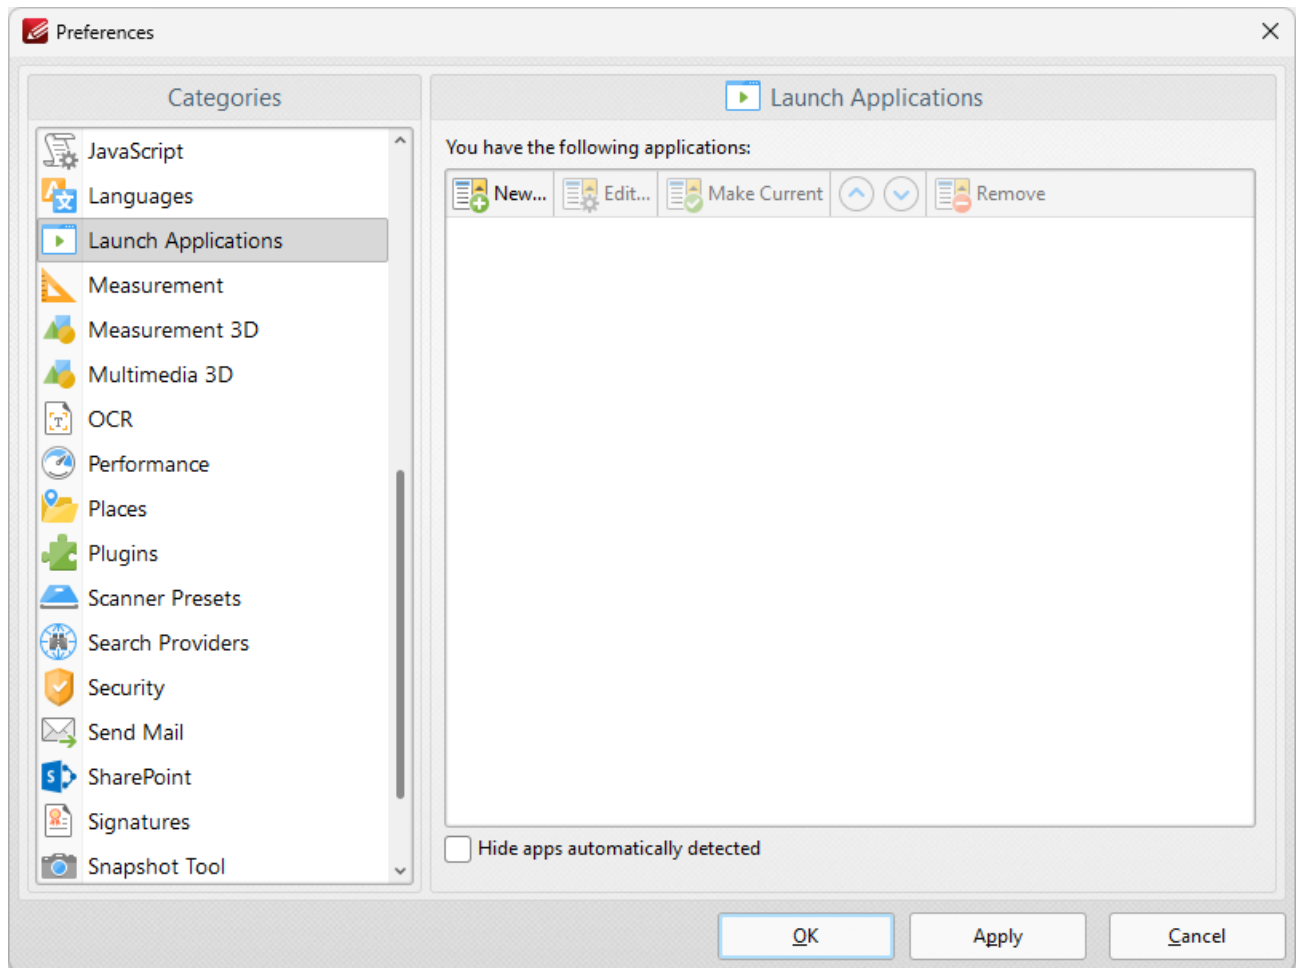 Preferences
Categories
JavaScript
Languages
Launch Applications
Measurement
Measurement 3D
Multimedia 3D
OCR
Performance
Places
Plugins
Scanner Presets
Search Providers
Security
Send Mail
SharePoint
Signatures
Snapshot Tool
Launch Applications
You have the following applications:
New... Edit... Make Current Remove
Hide apps automatically detected
OK Apply Cancel